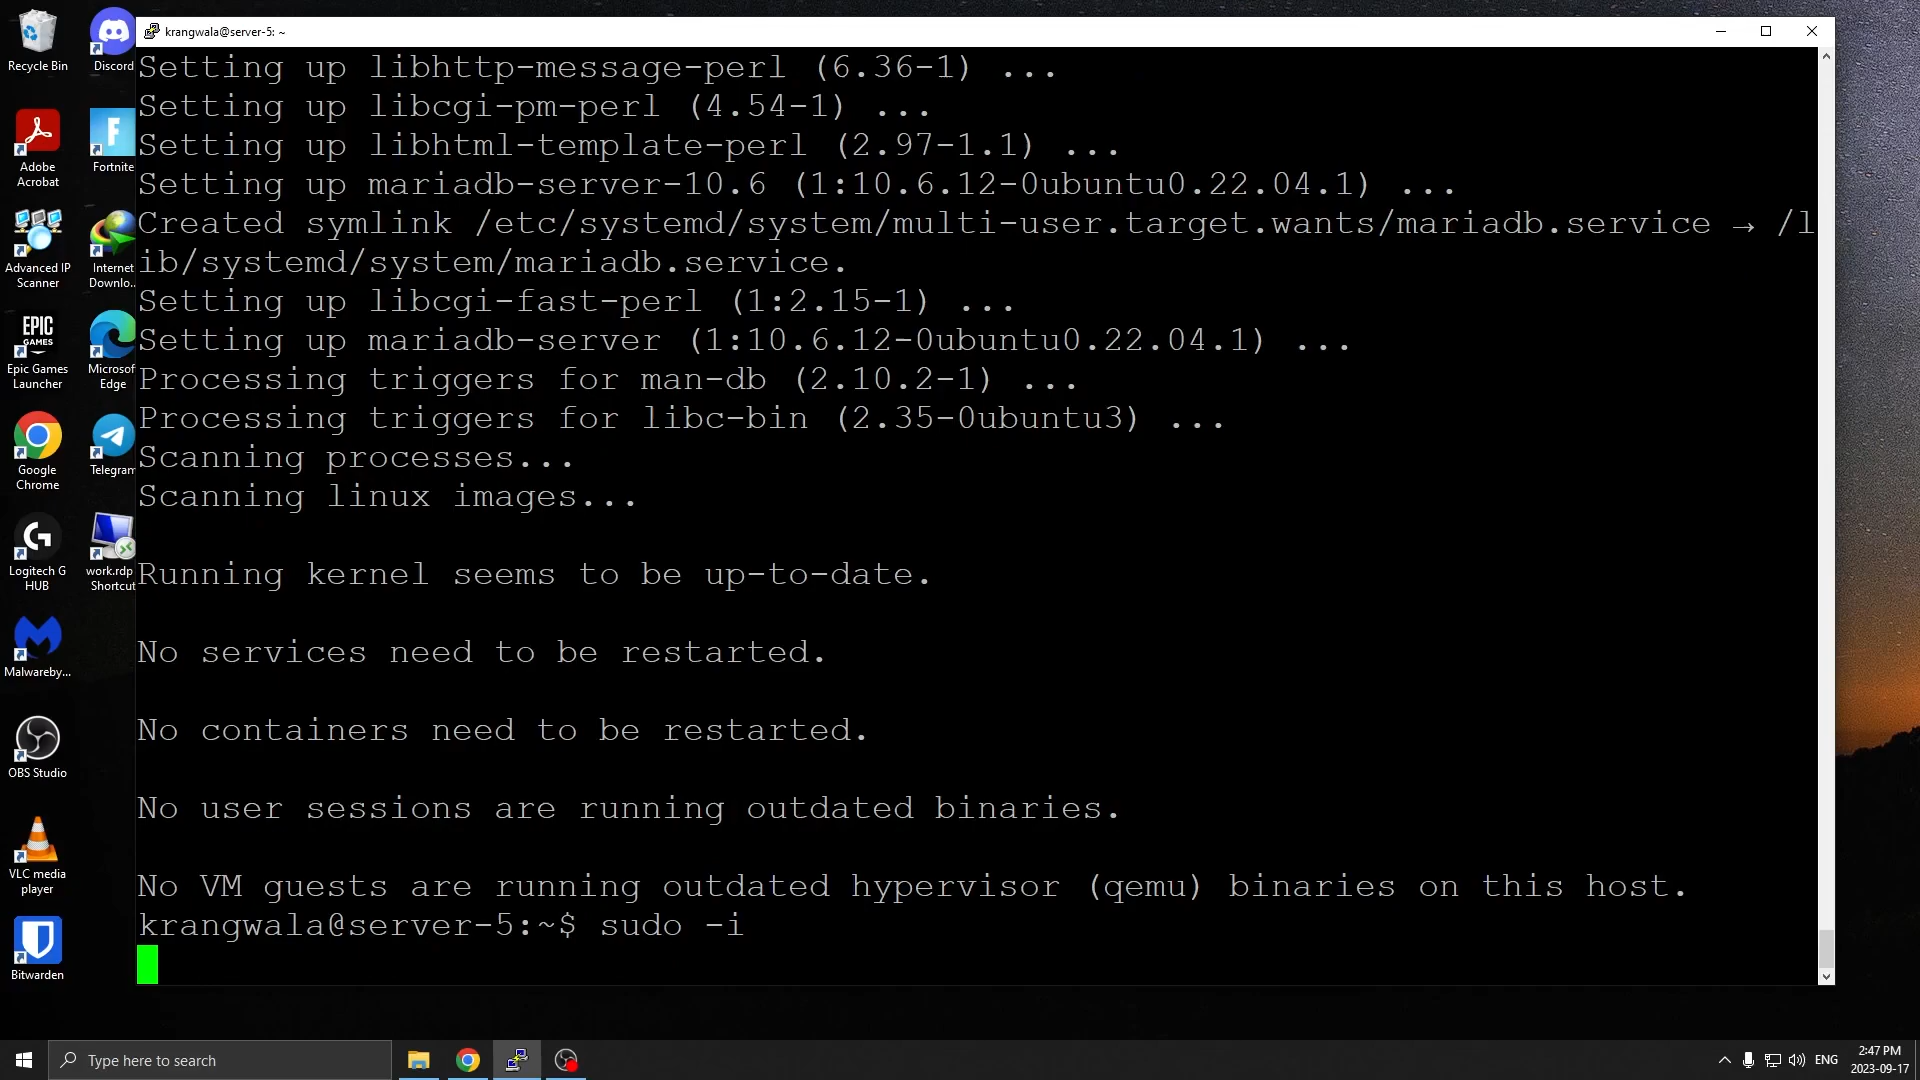 krangwala@server-5: ~
Setting up libhttp-message-perl (6.36-1) ...
Setting up libcgi-pm-perl (4.54-1) ...
Setting up libhtml-template-perl (2.97-1.1) ...
Setting up mariadb-server-10.6 (1:10.6.12-0ubuntu0.22.04.1) ...
Created symlink /etc/systemd/system/multi-user.target.wants/mariadb.service → /l
ib/systemd/system/mariadb.service.
Setting up libcgi-fast-perl (1:2.15-1) ...
Setting up mariadb-server (1:10.6.12-0ubuntu0.22.04.1) ...
Processing triggers for man-db (2.10.2-1) ...
Processing triggers for libc-bin (2.35-0ubuntu3) ...
Scanning processes...
Scanning linux images...
Running kernel seems to be up-to-date.
No services need to be restarted.
No containers need to be restarted.
No user sessions are running outdated binaries.
No VM guests are running outdated hypervisor (qemu) binaries on this host.
krangwala@server-5:~$ sudo -i
Recycle Bin
Discord
Adobe
Acrobat
F
Fortnite
Advanced IP
Scanner
Internet
Downlo...
EPIC
GAMES
Epic Games
Launcher
Microsof
Edge
Google
Chrome
Telegram
Logitech G
HUB
work.rdp
Shortcut
Malwareby...
OBS Studio
VLC media
player
Bitwarden
Type here to search
ENG
2:47 PM
2023-09-17